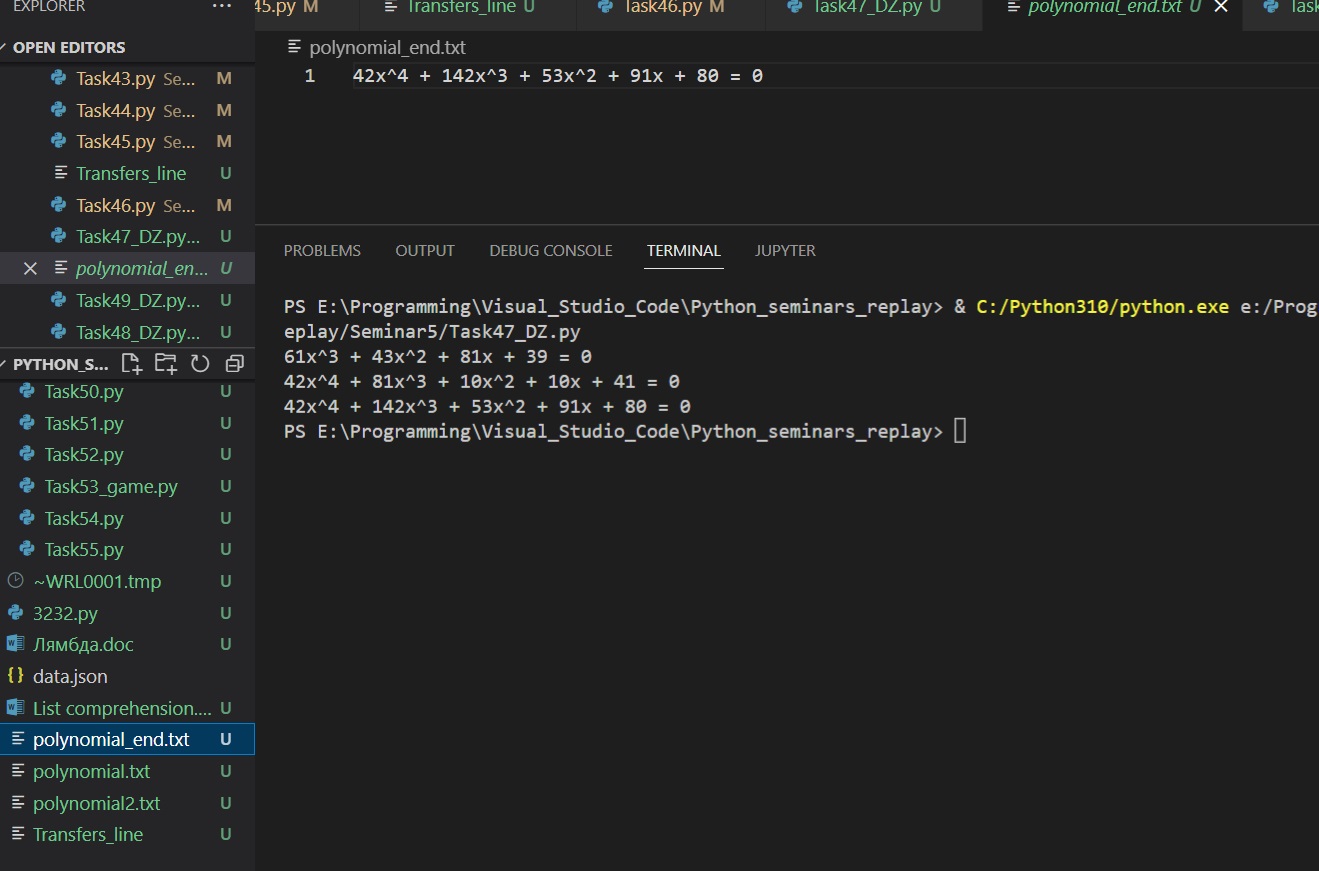 EXPLORER ...
45.py M Transfers_line U Task46.py M Task47_DZ.py U polynomial_end.txt U Task
OPEN EDITORS
Task43.py Se... M
Task44.py Se... M
Task45.py Se... M
Transfers_line U
Task46.py Se... M
Task47_DZ.py... U
polynomial_en... U
Task49_DZ.py... U
Task48_DZ.py... U
PYTHON_S...
Task50.py U
Task51.py U
Task52.py U
Task53_game.py U
Task54.py U
Task55.py U
~WRL0001.tmp U
3232.py U
Лямбда.doc U
data.json
List comprehension.... U
polynomial_end.txt U
polynomial.txt U
polynomial2.txt U
Transfers_line U
polynomial_end.txt
1 42x^4 + 142x^3 + 53x^2 + 91x + 80 = 0
PROBLEMS OUTPUT DEBUG CONSOLE TERMINAL JUPYTER
PS E:\Programming\Visual_Studio_Code\Python_seminars_replay> & C:/Python310/python.exe e:/Prog
eplay/Seminar5/Task47_DZ.py
61x^3 + 43x^2 + 81x + 39 = 0
42x^4 + 81x^3 + 10x^2 + 10x + 41 = 0
42x^4 + 142x^3 + 53x^2 + 91x + 80 = 0
PS E:\Programming\Visual_Studio_Code\Python_seminars_replay>